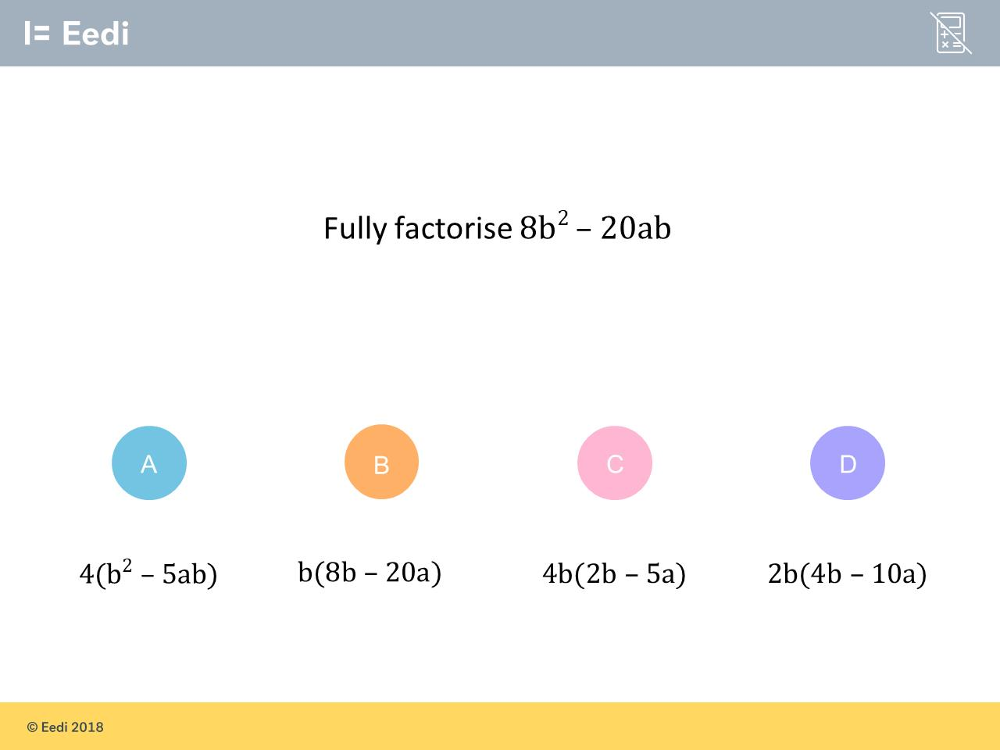 Eedi
Fully factorise 8b² – 20ab
A
B
C
D
4(b² – 5ab)
b(8b – 20a)
4b(2b – 5a)
2b(4b – 10a)
© Eedi 2018